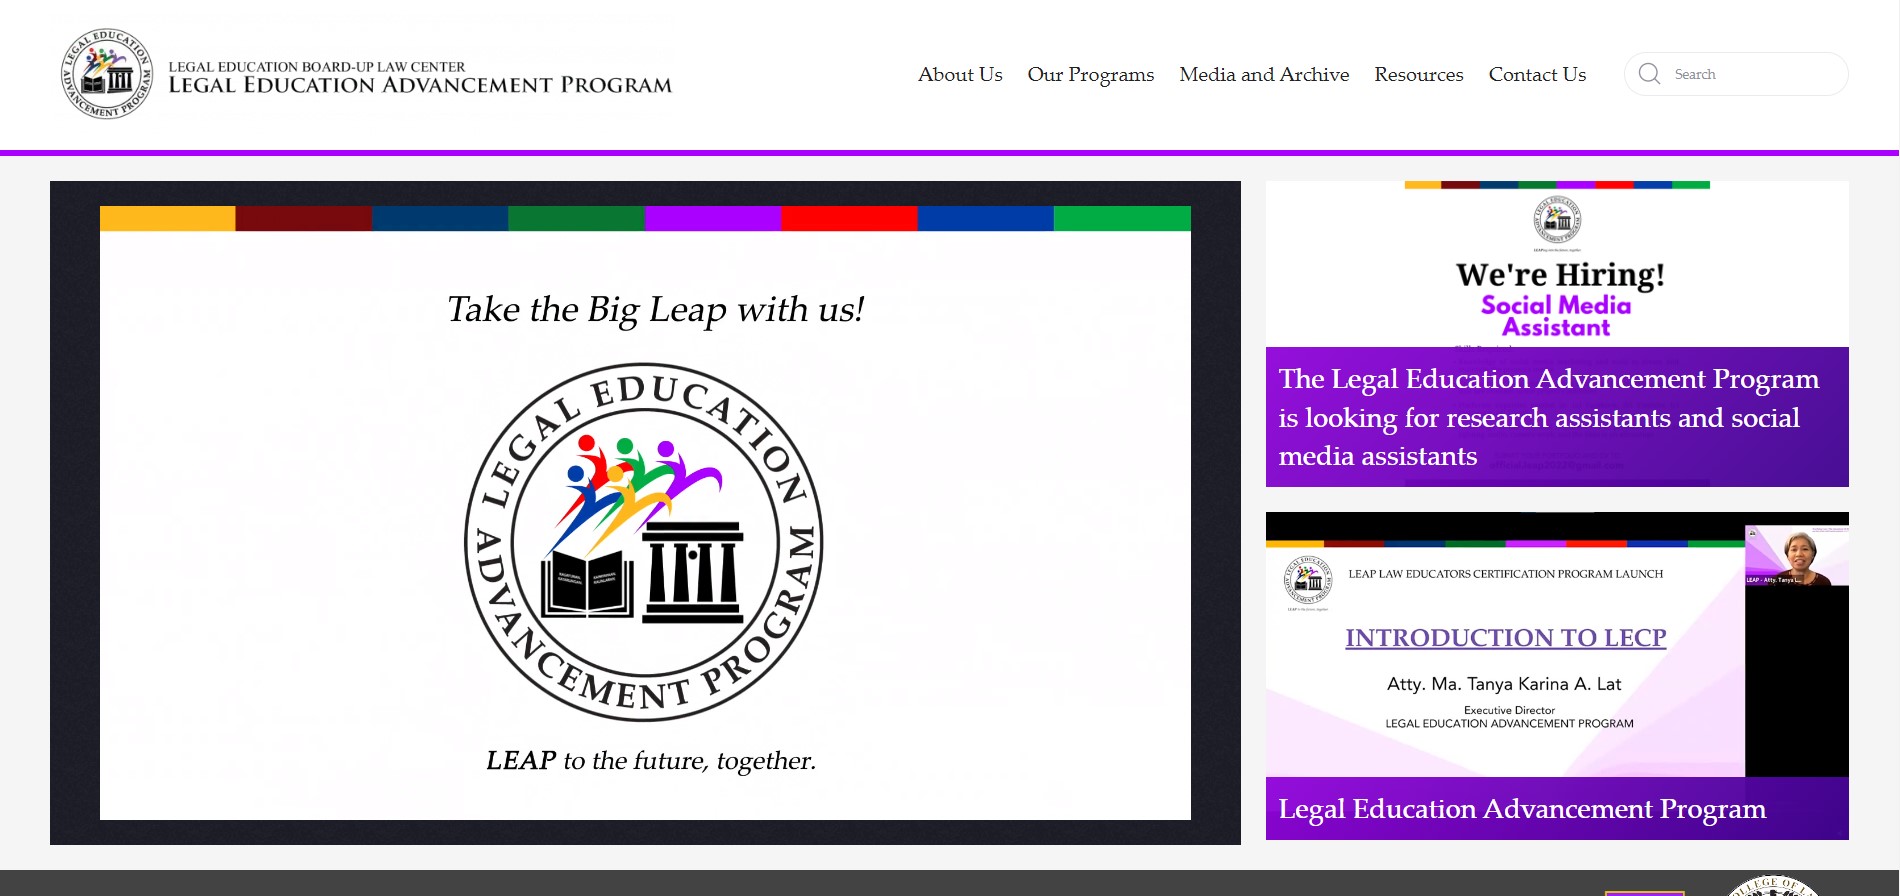 LEGAL EDUCATION ADVANCEMENT PROGRAM
LEGAL EDUCATION BOARD-UP LAW CENTER
LEGAL EDUCATION ADVANCEMENT PROGRAM
About Us
Our Programs
Media and Archive
Resources
Contact Us
Search
Take the Big Leap with us!
LEGAL EDUCATION
ADVANCEMENT PROGRAM
LEAP to the future, together.
We're Hiring!
Social Media
Assistant
The Legal Education Advancement Program
is looking for research assistants and social
media assistants
LEAP - Atty. Tanya L...
LEAP LAW EDUCATORS CERTIFICATION PROGRAM LAUNCH
INTRODUCTION TO LECP
Atty. Ma. Tanya Karina A. Lat
Executive Director
LEGAL EDUCATION ADVANCEMENT PROGRAM
Legal Education Advancement Program